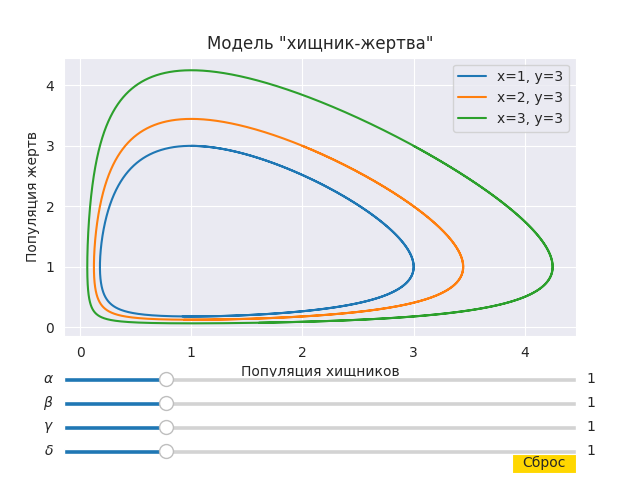 Модель "хищник-жертва"
x=1, y=3
x=2, y=3
x=3, y=3
Популяция жертв
4
3
2
1
0
0 1 2 3 4
Популяция хищников
α 1
β 1
γ 1
δ 1
Сброс